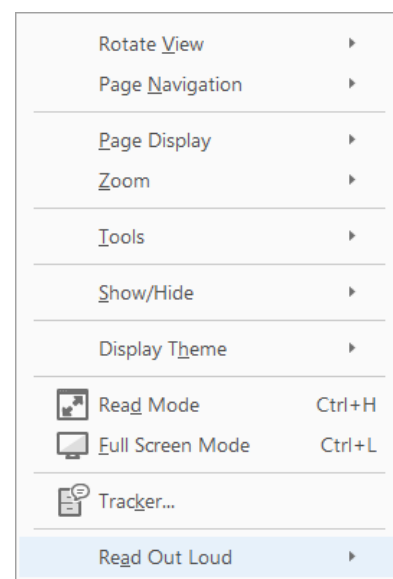 Rotate View
Page Navigation
Page Display
Zoom
Tools
Show/Hide
Display Theme
Read Mode Ctrl+H
Full Screen Mode Ctrl+L
Tracker...
Read Out Loud